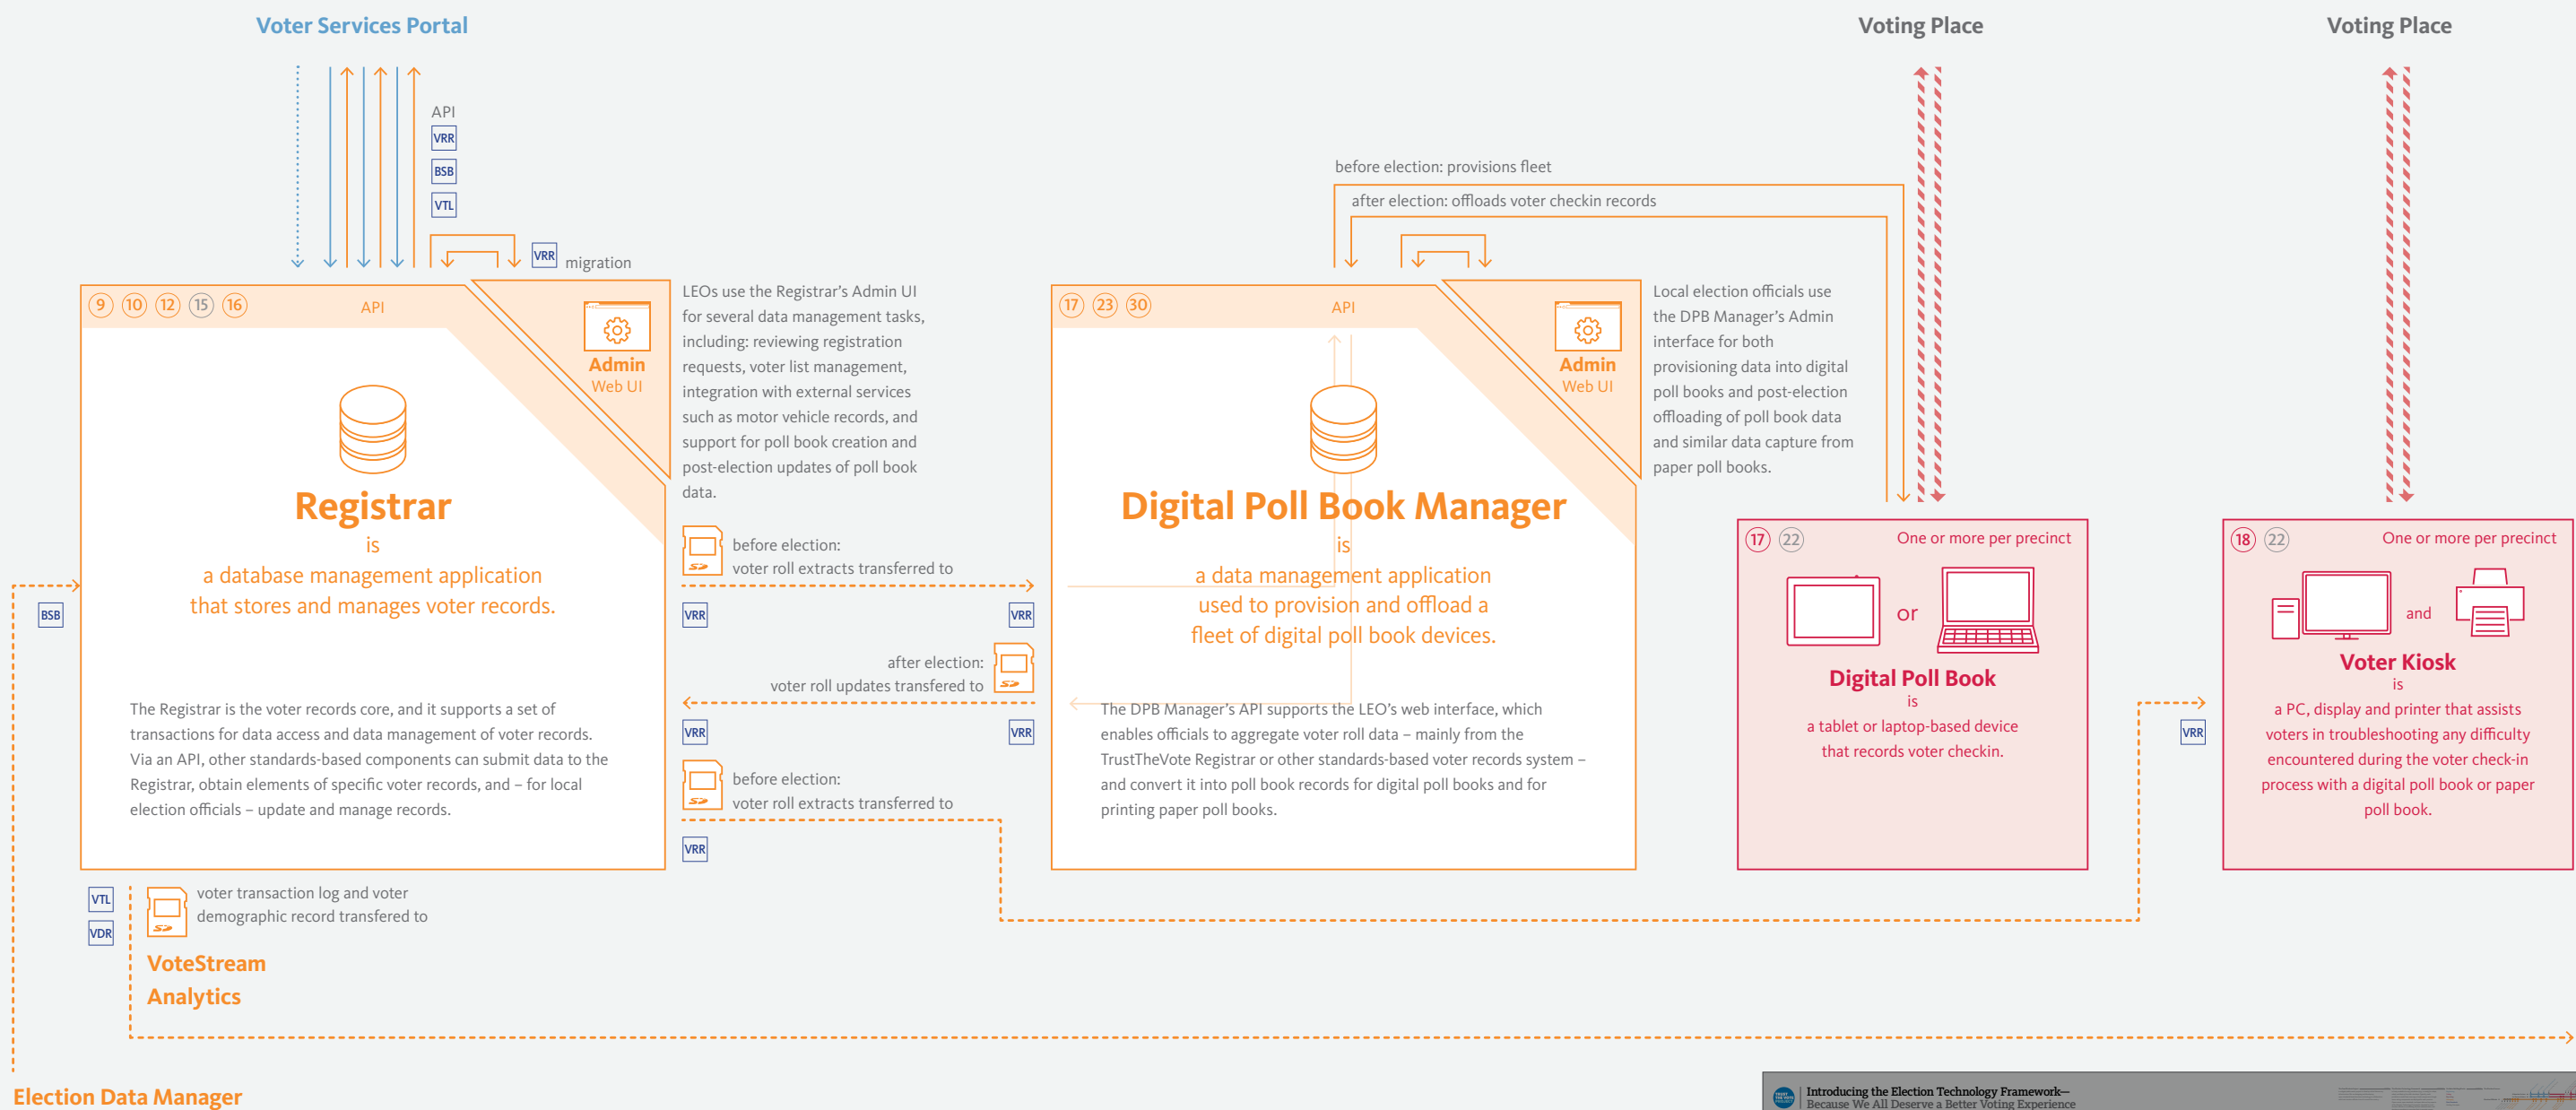 Voter Services Portal
Voting Place
Voting Place
API
VRR
BSB
VTL
VRR
migration
before election: provisions fleet
after election: offloads voter checkin records
9 10 12 15 16
API
Admin
Web UI
LEOs use the Registrar's Admin UI
for several data management tasks,
including: reviewing registration
requests, voter list management,
integration with external services
such as motor vehicle records, and
support for poll book creation and
post-election updates of poll book
data.
Registrar
is
a database management application
that stores and manages voter records.
The Registrar is the voter records core, and it supports a set of
transactions for data access and data management of voter records.
Via an API, other standards-based components can submit data to the
Registrar, obtain elements of specific voter records, and – for local
election officials – update and manage records.
BSB
before election:
voter roll extracts transferred to
VRR
VRR
after election:
voter roll updates transfered to
VRR
VRR
before election:
voter roll extracts transferred to
VRR
17 23 30
API
Admin
Web UI
Local election officials use
the DPB Manager's Admin
interface for both
provisioning data into digital
poll books and post-election
offloading of poll book data
and similar data capture from
paper poll books.
Digital Poll Book Manager
is
a data management application
used to provision and offload a
fleet of digital poll book devices.
The DPB Manager's API supports the LEO's web interface, which
enables officials to aggregate voter roll data – mainly from the
TrustTheVote Registrar or other standards-based voter records system –
and convert it into poll book records for digital poll books and for
printing paper poll books.
17 22
One or more per precinct
or
Digital Poll Book
is
a tablet or laptop-based device
that records voter checkin.
VRR
18 22
One or more per precinct
and
Voter Kiosk
is
a PC, display and printer that assists
voters in troubleshooting any difficulty
encountered during the voter check-in
process with a digital poll book or paper
poll book.
VTL
VDR
voter transaction log and voter
demographic record transfered to
VoteStream
Analytics
Election Data Manager
Introducing the Election Technology Framework—
Because We All Deserve a Better Voting Experience